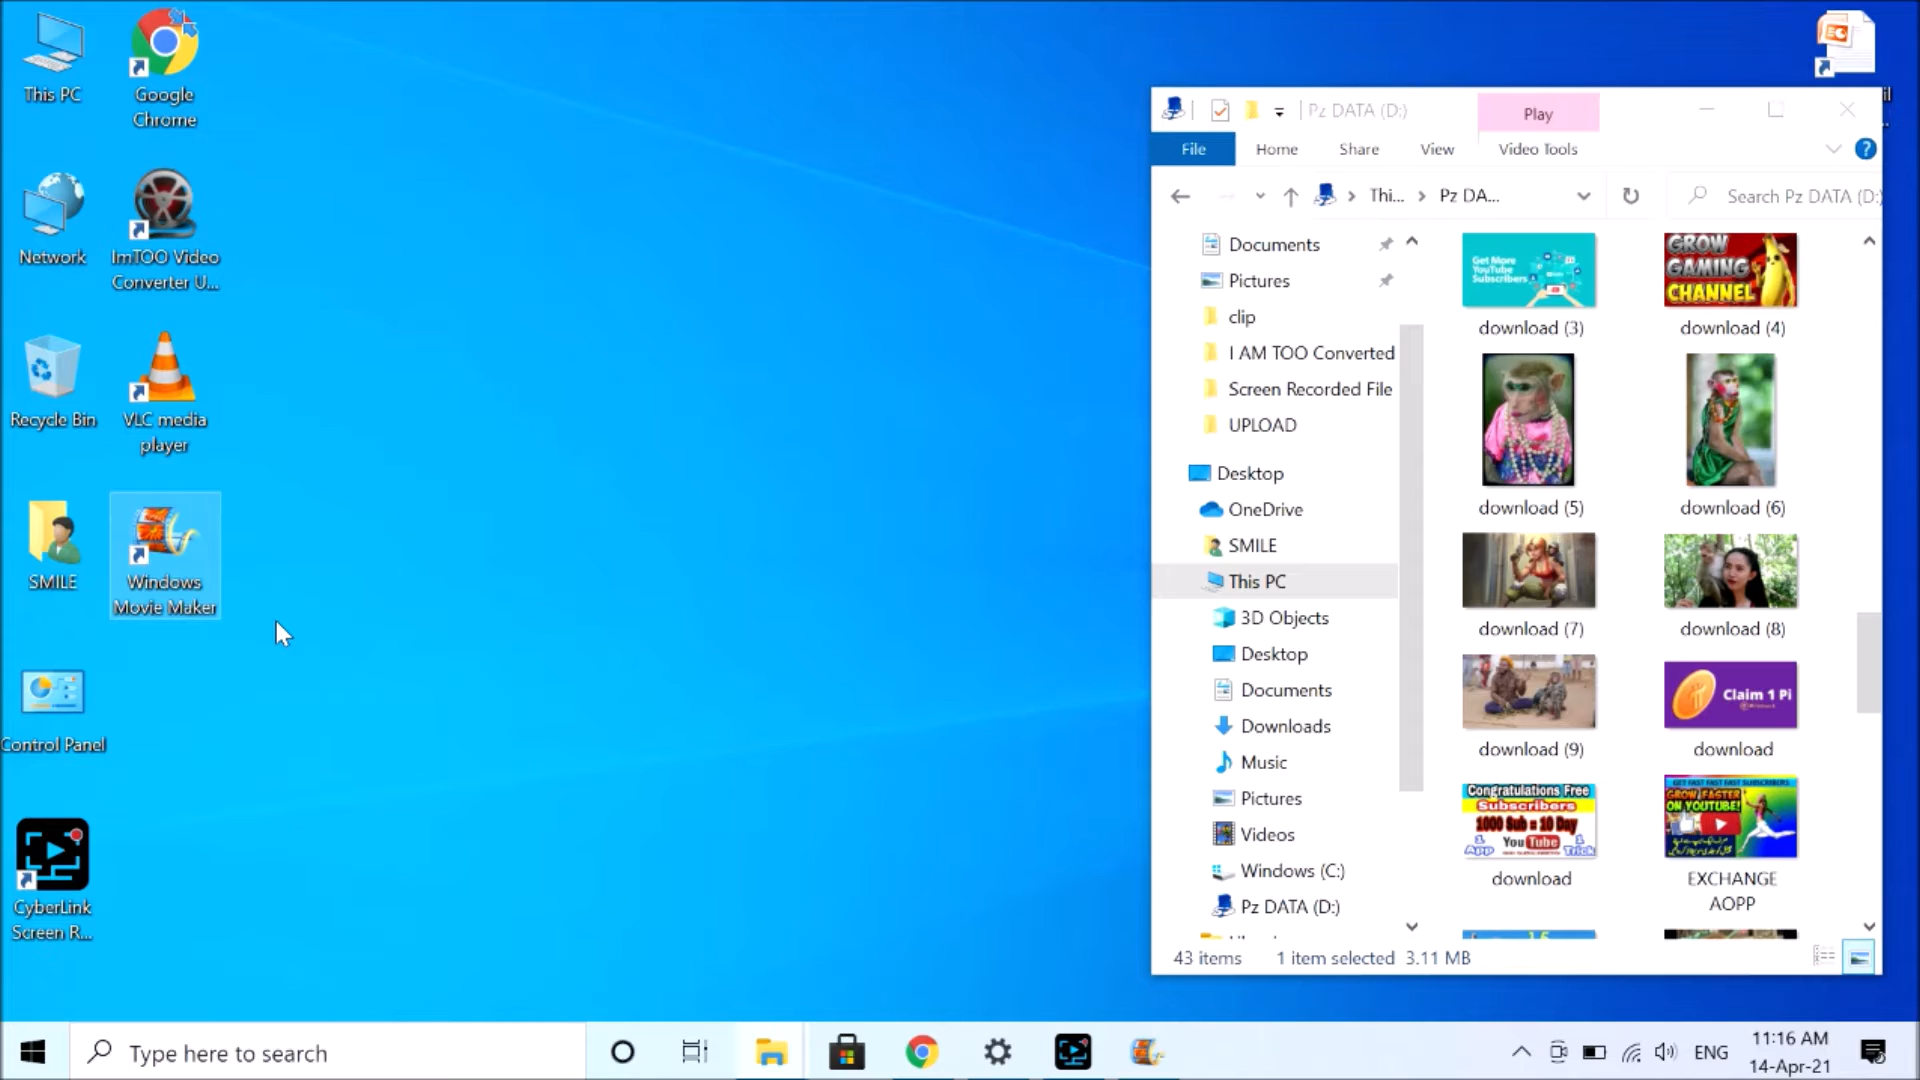 This PC
Google
Chrome
Network
ImTOO Video
Converter U...
Recycle Bin
VLC media
player
SMILE
Windows
Movie Maker
Control Panel
CyberLink
Screen R...
Pz DATA (D:)
Play
File
Home
Share
View
Video Tools
Thi...
Pz DA...
Search Pz DATA (D:)
Documents
Pictures
clip
I AM TOO Converted
Screen Recorded File
UPLOAD
Desktop
OneDrive
SMILE
This PC
3D Objects
Desktop
Documents
Downloads
Music
Pictures
Videos
Windows (C:)
Pz DATA (D:)
Get More
YouTube
Subscribers
GROW
GAMING
CHANNEL
download (3)
download (4)
download (5)
download (6)
download (7)
download (8)
Claim 1 Pi
download (9)
download
Congratulations Free
Subscribers
1000 Sub = 10 Day
1 App
YouTube
1 Trick
GET FAST FAST FAST SUBSCRIBERS
GROW FASTER
ON YOUTUBE!
download
EXCHANGE
AOPP
43 items
1 item selected 3.11 MB
Type here to search
ENG
11:16 AM
14-Apr-21